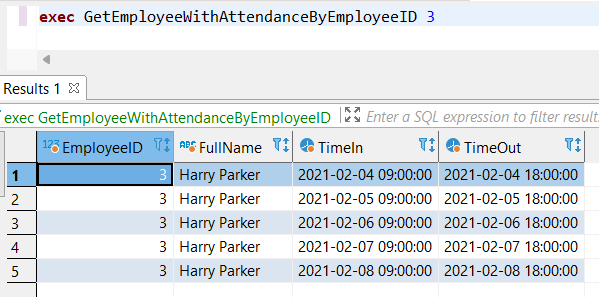 exec GetEmployeeWithAttendanceByEmployeeID 3
Results 1
exec GetEmployeeWithAttendanceByEmployeeID Enter a SQL expression to filter result
123 EmployeeID ABC FullName TimeIn TimeOut
1 3 Harry Parker 2021-02-04 09:00:00 2021-02-04 18:00:00
2 3 Harry Parker 2021-02-05 09:00:00 2021-02-05 18:00:00
3 3 Harry Parker 2021-02-06 09:00:00 2021-02-06 18:00:00
4 3 Harry Parker 2021-02-07 09:00:00 2021-02-07 18:00:00
5 3 Harry Parker 2021-02-08 09:00:00 2021-02-08 18:00:00